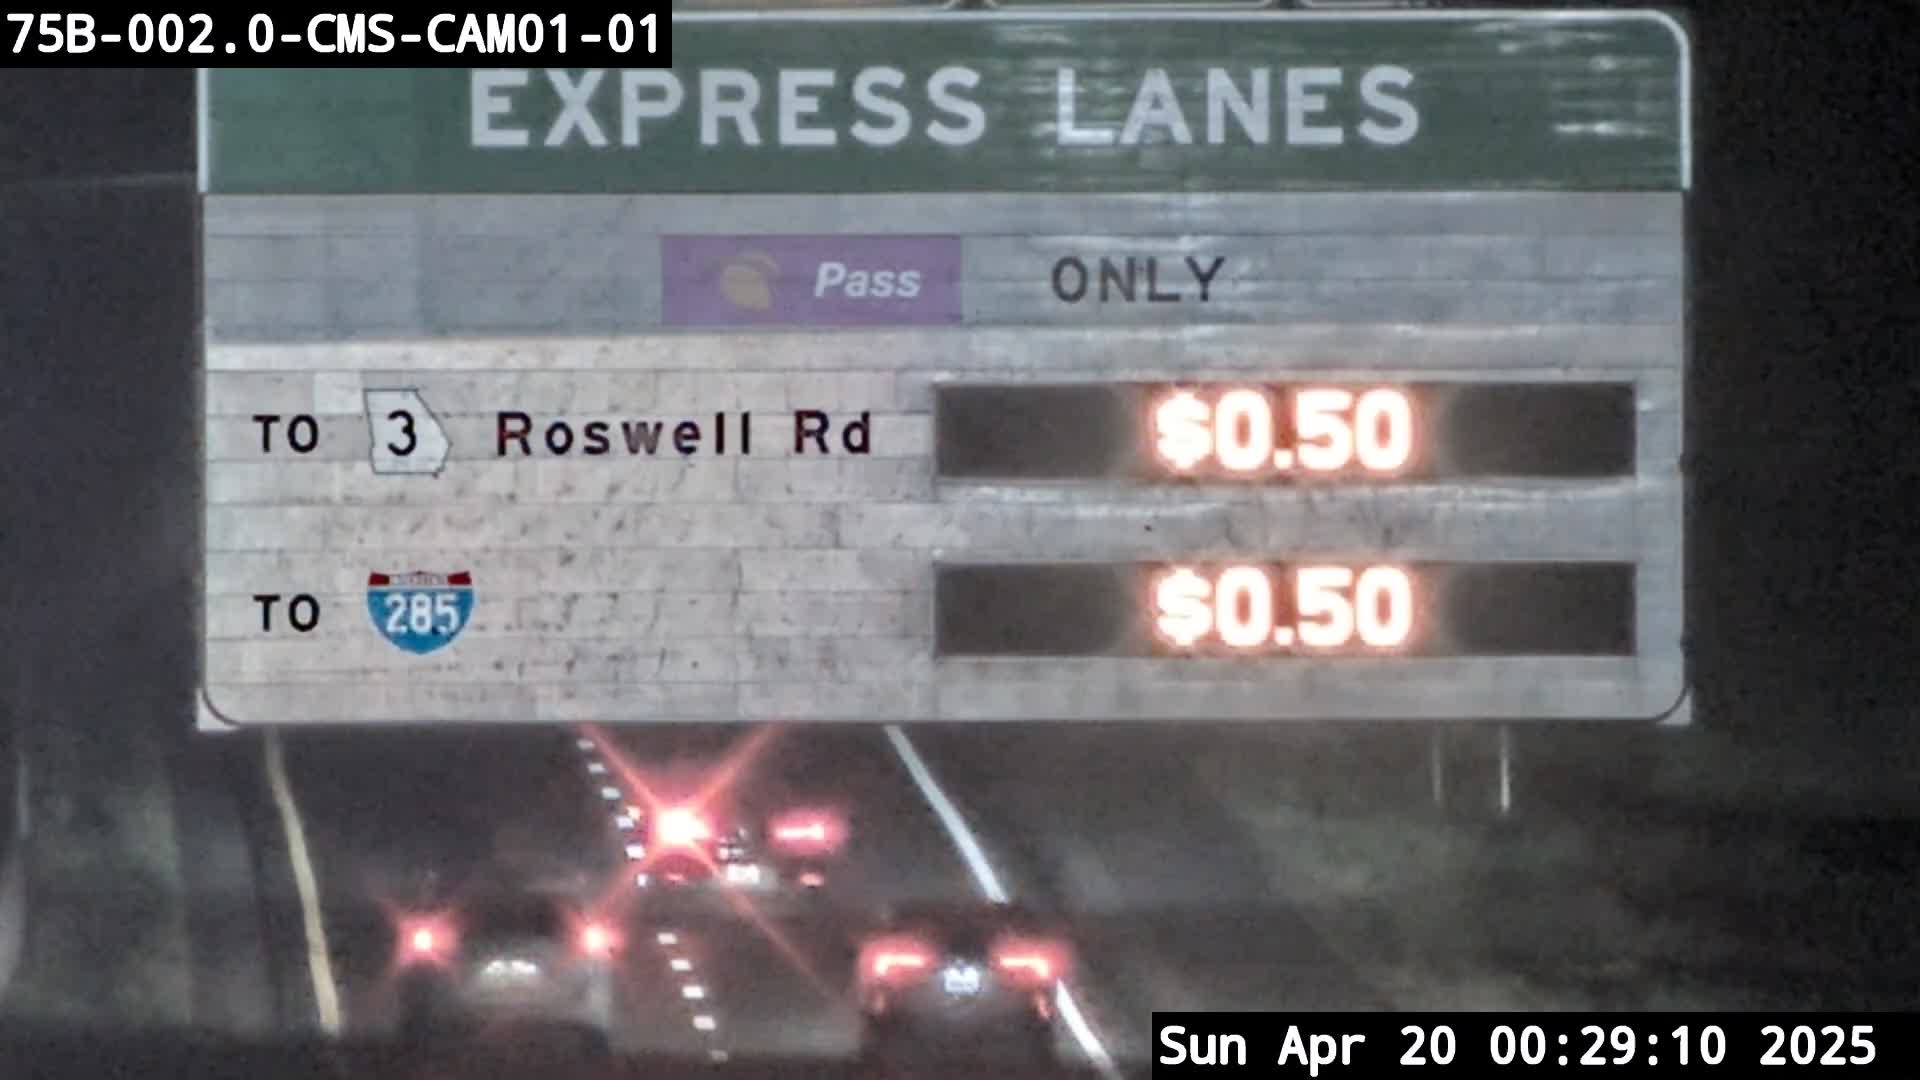 75B-002.0-CMS-CAM01-01
EXPRESS LANES
Pass ONLY
TO 3 Roswell Rd $0.50
TO 285 $0.50
Sun Apr 20 00:29:10 2025